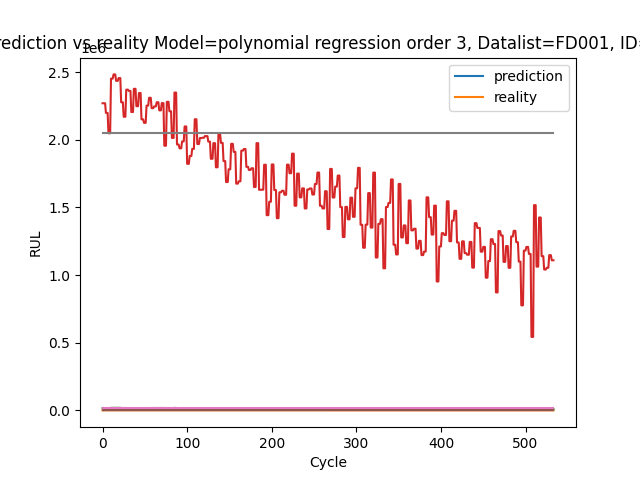 rediction vs reality Model=polynomial regression order 3, Datalist=FD001, ID=
1e6
prediction
reality
2.5
2.0
1.5
1.0
0.5
0.0
RUL
0 100 200 300 400 500
Cycle